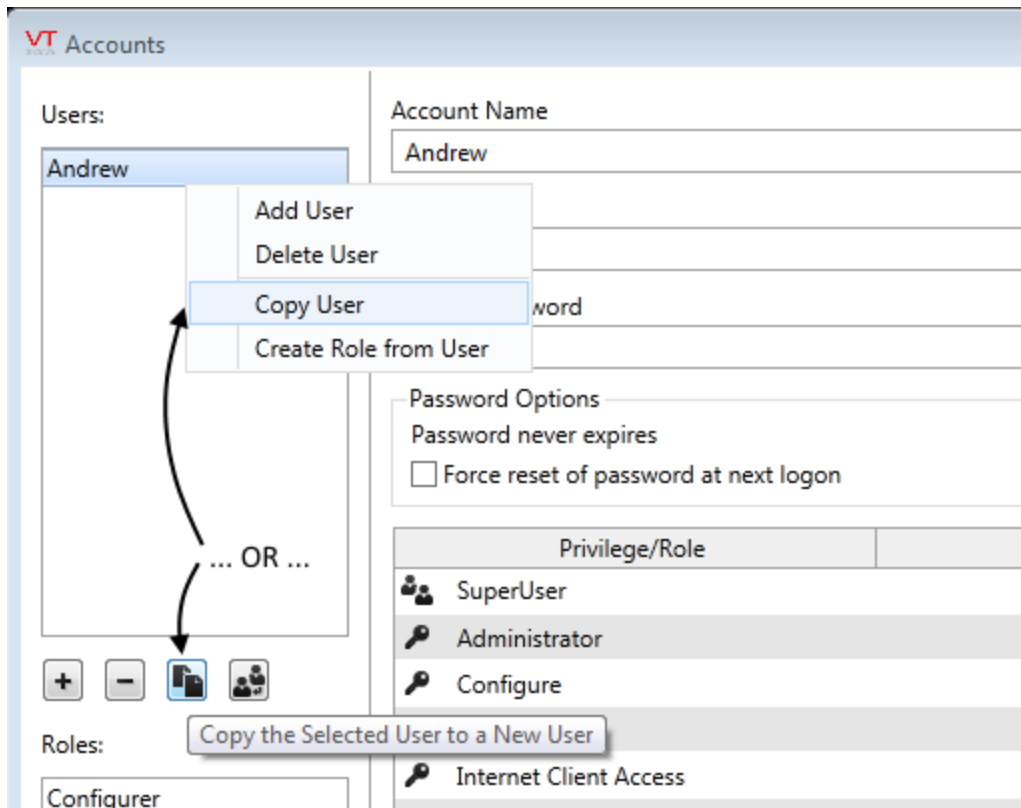 VT Accounts
Users:
Andrew
Add User
Delete User
Copy User
Create Role from User
... OR ...
Copy the Selected User to a New User
Roles:
Configurer
Account Name
Andrew
word
Password Options
Password never expires
Force reset of password at next logon
Privilege/Role
SuperUser
Administrator
Configure
Internet Client Access